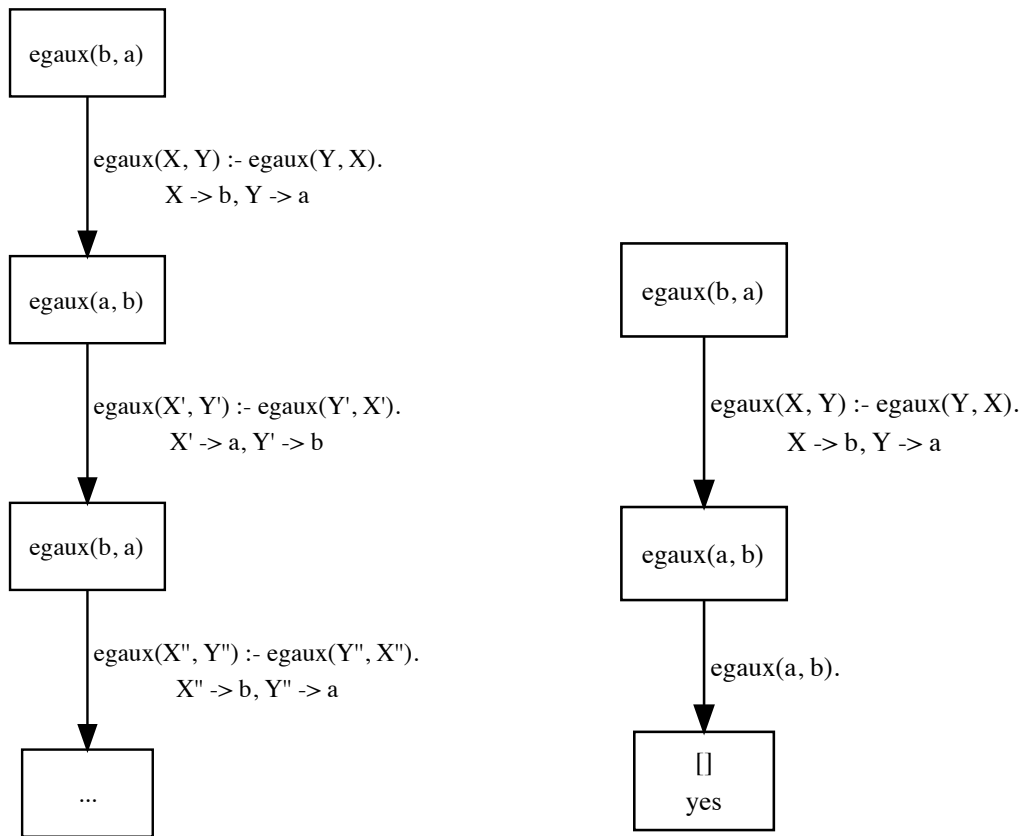 egaux(b, a)
egaux(X, Y) :- egaux(Y, X).
X -> b, Y -> a
egaux(a, b)
egaux(X', Y') :- egaux(Y', X').
X' -> a, Y' -> b
egaux(b, a)
egaux(X", Y") :- egaux(Y", X").
X" -> b, Y" -> a
...
egaux(b, a)
egaux(X, Y) :- egaux(Y, X).
X -> b, Y -> a
egaux(a, b)
egaux(a, b).
[]
yes